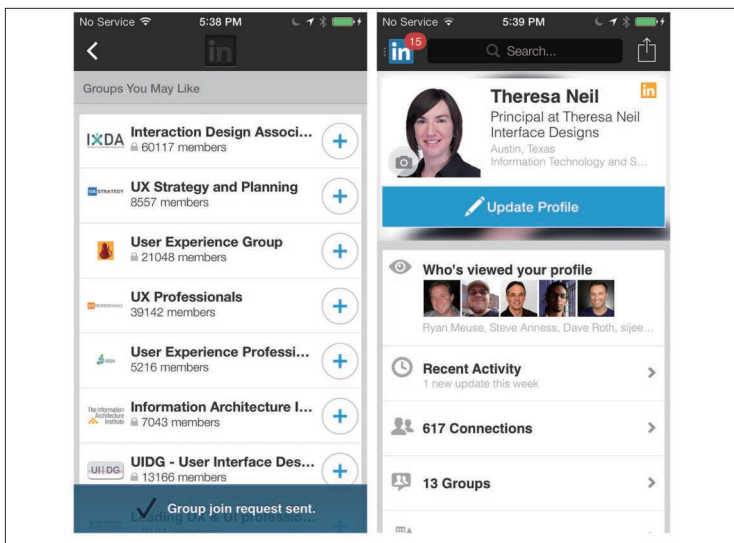 No Service 5:38 PM
in
Groups You May Like
IXDA Interaction Design Associ...
60117 members
UX STRATEGY UX Strategy and Planning
8557 members
User Experience Group
21048 members
UX Professionals
39142 members
User Experience Professi...
5216 members
The Information
Architecture
Institute
Information Architecture I...
7043 members
UI|DG UIDG - User Interface Des...
13166 members
Leading UX & UI professio...
Group join request sent.
No Service 5:39 PM
in 15 Search...
Theresa Neil in
Principal at Theresa Neil
Interface Designs
Austin, Texas
Information Technology and S...
Update Profile
Who's viewed your profile
Ryan Meuse, Steve Anness, Dave Roth, sijee...
Recent Activity
1 new update this week
617 Connections
13 Groups